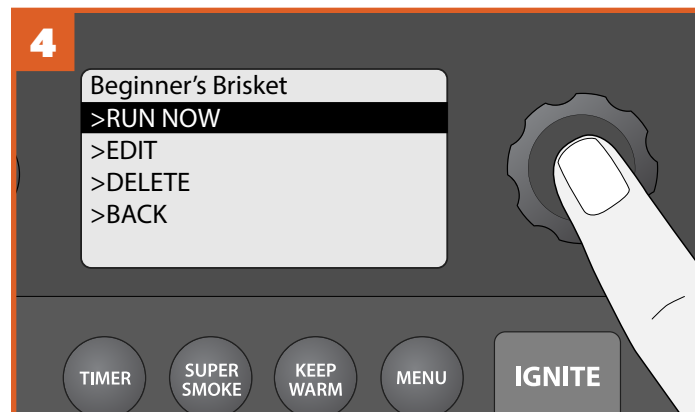 4
Beginner’s Brisket
>RUN NOW
>EDIT
>DELETE
>BACK
TIMER
SUPER
SMOKE
KEEP
WARM
MENU
IGNITE